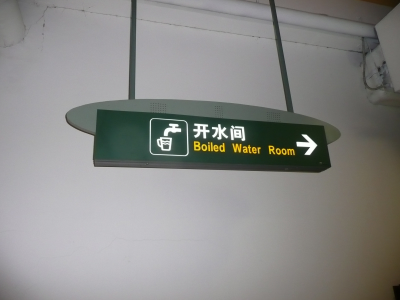 开水间
Boiled Water Room